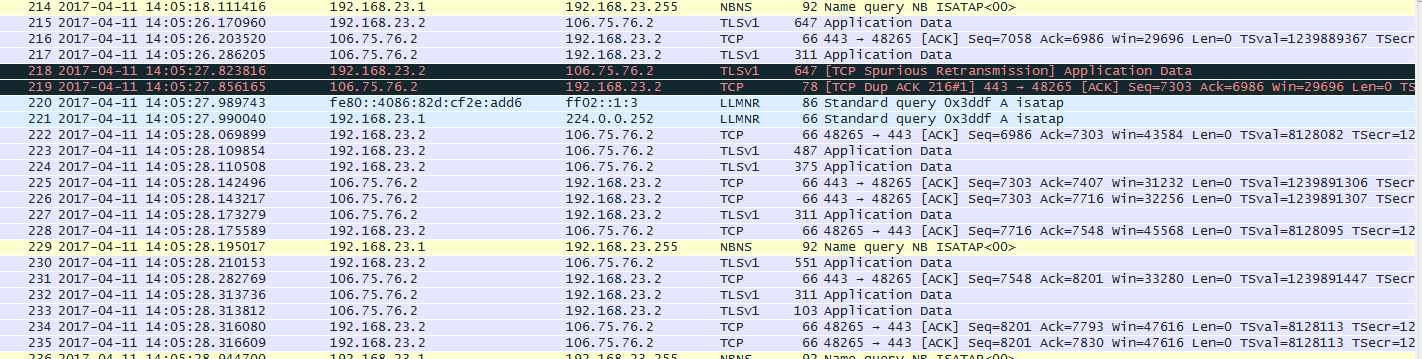 214 2017-04-11 14:05:18.111416 192.168.23.1 192.168.23.255 NBNS 92 Name query NB ISATAP<00>
215 2017-04-11 14:05:26.170960 192.168.23.2 106.75.76.2 TLSv1 647 Application Data
216 2017-04-11 14:05:26.203520 106.75.76.2 192.168.23.2 TCP 66 443 → 48265 [ACK] Seq=7058 Ack=6986 Win=29696 Len=0 TSval=1239889367 TSecr
217 2017-04-11 14:05:26.286205 106.75.76.2 192.168.23.2 TLSv1 311 Application Data
218 2017-04-11 14:05:27.823816 192.168.23.2 106.75.76.2 TLSv1 647 [TCP Spurious Retransmission] Application Data
219 2017-04-11 14:05:27.856165 106.75.76.2 192.168.23.2 TCP 78 [TCP Dup ACK 216#1] 443 → 48265 [ACK] Seq=7303 Ack=6986 Win=29696 Len=0 TS
220 2017-04-11 14:05:27.989743 fe80::4086:82d:cf2e:add6 ff02::1:3 LLMNR 86 Standard query 0x3ddf A isatap
221 2017-04-11 14:05:27.990040 192.168.23.1 224.0.0.252 LLMNR 66 Standard query 0x3ddf A isatap
222 2017-04-11 14:05:28.069899 192.168.23.2 106.75.76.2 TCP 66 48265 → 443 [ACK] Seq=6986 Ack=7303 Win=43584 Len=0 TSval=8128082 TSecr=12
223 2017-04-11 14:05:28.109854 192.168.23.2 106.75.76.2 TLSv1 487 Application Data
224 2017-04-11 14:05:28.110508 192.168.23.2 106.75.76.2 TLSv1 375 Application Data
225 2017-04-11 14:05:28.142496 106.75.76.2 192.168.23.2 TCP 66 443 → 48265 [ACK] Seq=7303 Ack=7407 Win=31232 Len=0 TSval=1239891306 TSecr
226 2017-04-11 14:05:28.143217 106.75.76.2 192.168.23.2 TCP 66 443 → 48265 [ACK] Seq=7303 Ack=7716 Win=32256 Len=0 TSval=1239891307 TSecr
227 2017-04-11 14:05:28.173279 106.75.76.2 192.168.23.2 TLSv1 311 Application Data
228 2017-04-11 14:05:28.175589 192.168.23.2 106.75.76.2 TCP 66 48265 → 443 [ACK] Seq=7716 Ack=7548 Win=45568 Len=0 TSval=8128095 TSecr=12
229 2017-04-11 14:05:28.195017 192.168.23.1 192.168.23.255 NBNS 92 Name query NB ISATAP<00>
230 2017-04-11 14:05:28.210153 192.168.23.2 106.75.76.2 TLSv1 551 Application Data
231 2017-04-11 14:05:28.282769 106.75.76.2 192.168.23.2 TCP 66 443 → 48265 [ACK] Seq=7548 Ack=8201 Win=33280 Len=0 TSval=1239891447 TSecr
232 2017-04-11 14:05:28.313736 106.75.76.2 192.168.23.2 TLSv1 311 Application Data
233 2017-04-11 14:05:28.313812 106.75.76.2 192.168.23.2 TLSv1 103 Application Data
234 2017-04-11 14:05:28.316080 192.168.23.2 106.75.76.2 TCP 66 48265 → 443 [ACK] Seq=8201 Ack=7793 Win=47616 Len=0 TSval=8128113 TSecr=12
235 2017-04-11 14:05:28.316609 192.168.23.2 106.75.76.2 TCP 66 48265 → 443 [ACK] Seq=8201 Ack=7830 Win=47616 Len=0 TSval=8128113 TSecr=12
236 2017-04-11 14:05:28.944700 192.168.23.1 192.168.23.255 NBNS 92 Name query NB ISATAP<00>